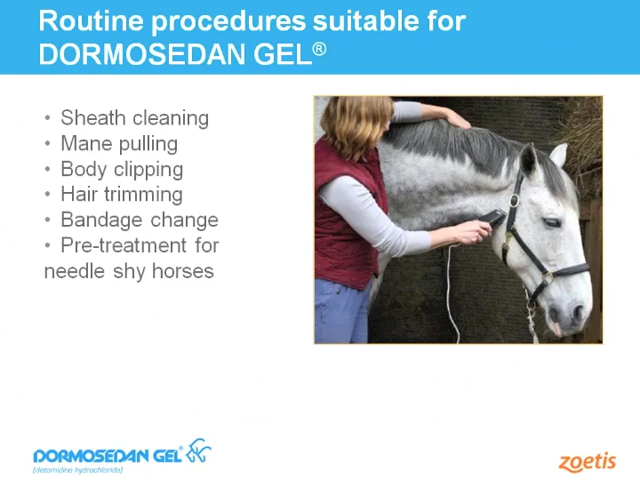 Routine procedures suitable for
DORMOSEDAN GEL®
• Sheath cleaning
• Mane pulling
• Body clipping
• Hair trimming
• Bandage change
• Pre-treatment for
needle shy horses
DORMOSEDAN GEL®
(detomidine hydrochloride)
zoetis